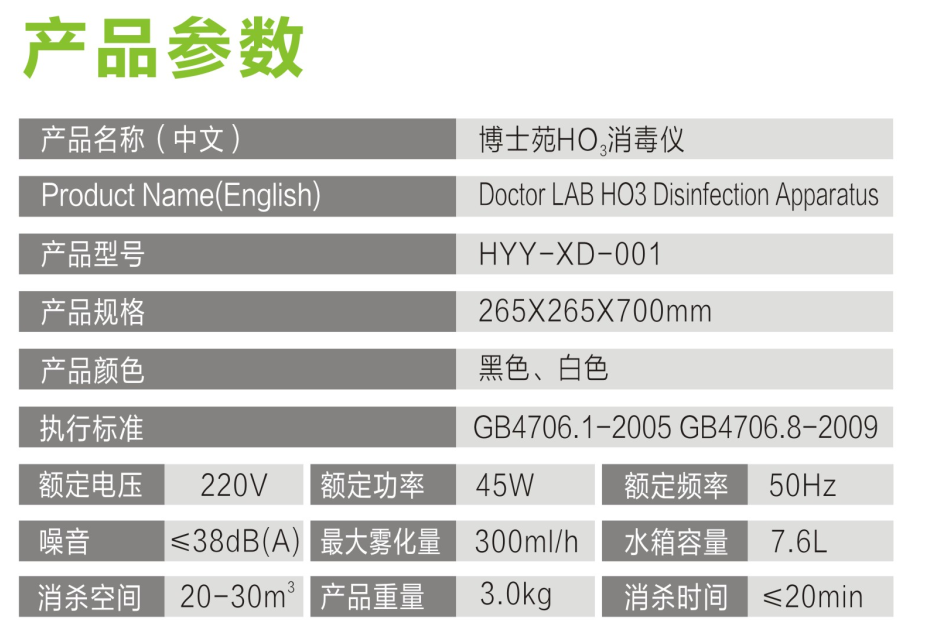 产品参数
产品名称（中文） 博士苑HO₃消毒仪
Product Name(English) Doctor LAB HO3 Disinfection Apparatus
产品型号 HYY-XD-001
产品规格 265X265X700mm
产品颜色 黑色、白色
执行标准 GB4706.1-2005 GB4706.8-2009
额定电压 220V 额定功率 45W 额定频率 50Hz
噪音 ≤38dB(A) 最大雾化量 300ml/h 水箱容量 7.6L
消杀空间 20-30m³ 产品重量 3.0kg 消杀时间 ≤20min